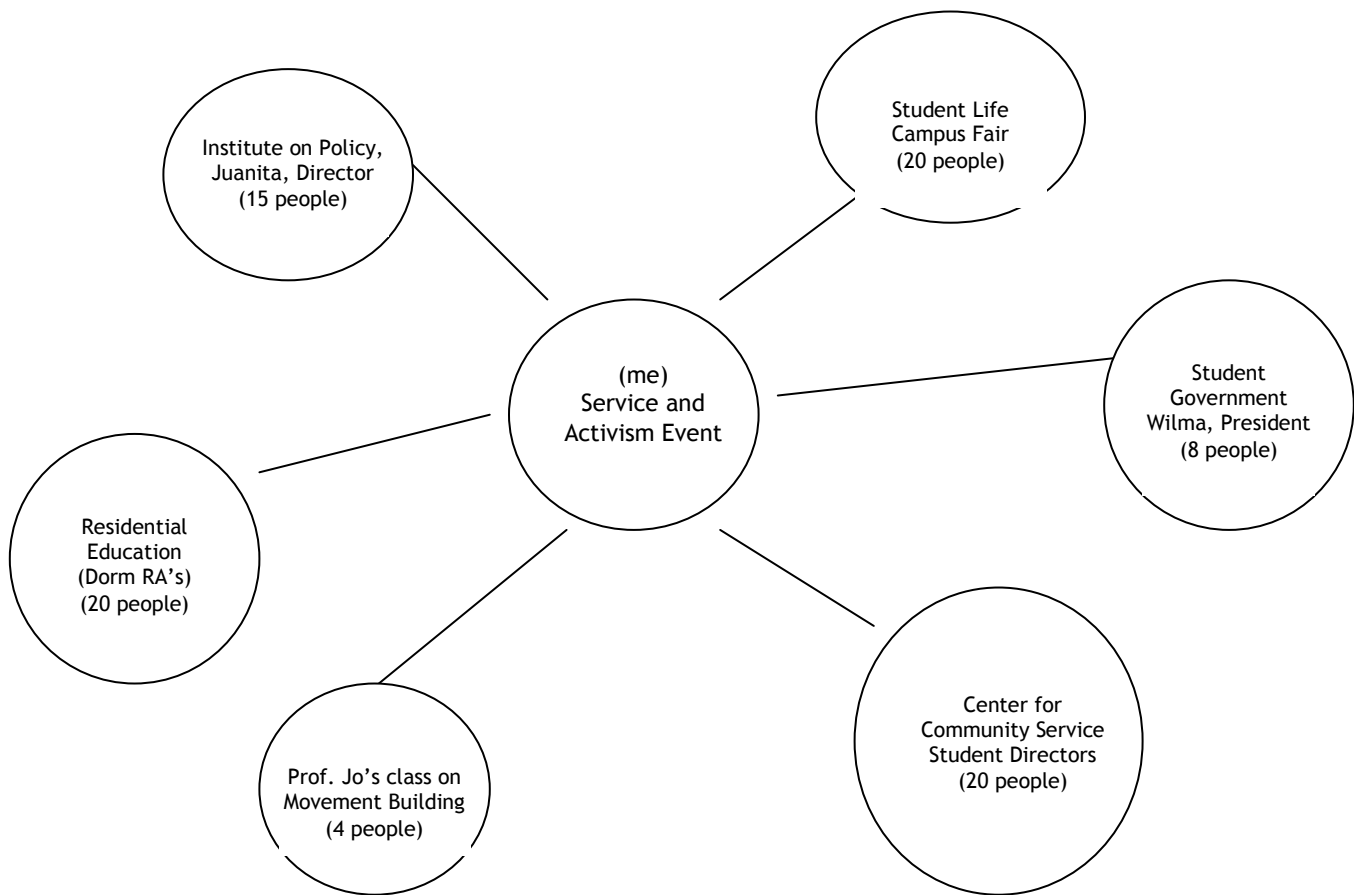 Student Life
Campus Fair
(20 people)
Institute on Policy,
Juanita, Director
(15 people)
(me)
Service and
Activism Event
Student
Government
Wilma, President
(8 people)
Residential
Education
(Dorm RA’s)
(20 people)
Center for
Community Service
Student Directors
(20 people)
Prof. Jo’s class on
Movement Building
(4 people)